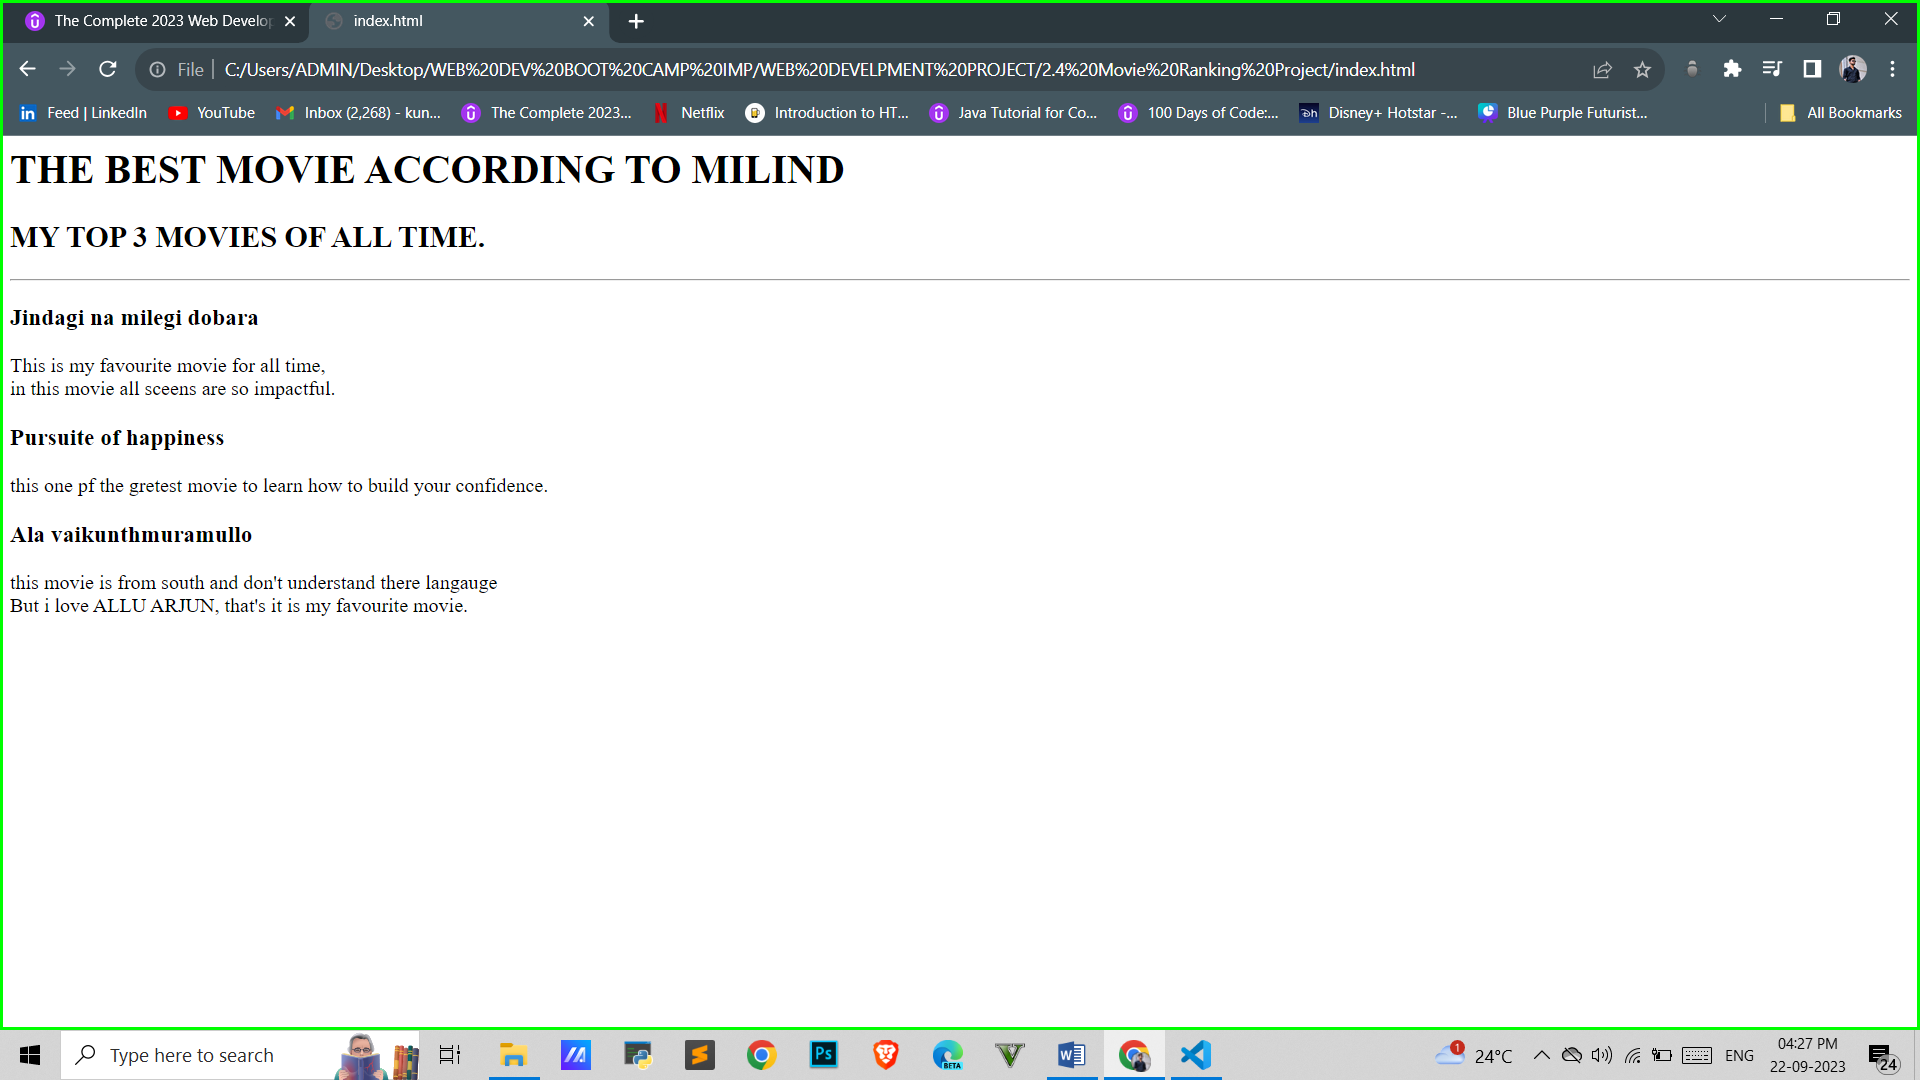 The Complete 2023 Web Develop
index.html
File
C:/Users/ADMIN/Desktop/WEB%20DEV%20BOOT%20CAMP%20IMP/WEB%20DEVELPMENT%20PROJECT/2.4%20Movie%20Ranking%20Project/index.html
in Feed | LinkedIn YouTube Inbox (2,268) - kun... The Complete 2023... Netflix Introduction to HT... Java Tutorial for Co... 100 Days of Code:... Disney+ Hotstar -... Blue Purple Futurist... All Bookmarks
THE BEST MOVIE ACCORDING TO MILIND
MY TOP 3 MOVIES OF ALL TIME.
Jindagi na milegi dobara
This is my favourite movie for all time,
in this movie all sceens are so impactful.
Pursuite of happiness
this one pf the gretest movie to learn how to build your confidence.
Ala vaikunthmuramullo
this movie is from south and don't understand there langauge
But i love ALLU ARJUN, that's it is my favourite movie.
Type here to search
Ps
BETA
1
24°C
ENG
04:27 PM
22-09-2023
24